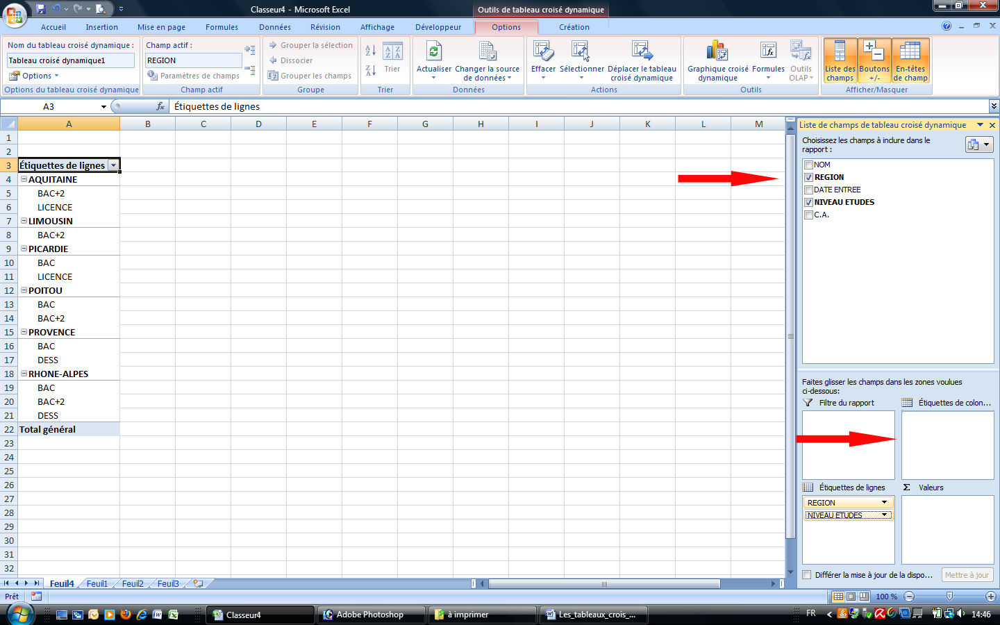 Classeur4 - Microsoft Excel
Outils de tableau croisé dynamique
Accueil Insertion Mise en page Formules Données Révision Affichage Développeur Options Création
Nom du tableau croisé dynamique :
Tableau croisé dynamique1
Options
Options du tableau croisé dynamique
Champ actif :
REGION
Paramètres de champs
Champ actif
Grouper la sélection
Dissocier
Grouper les champs
Groupe
Trier
Trier
Actualiser
Changer la source
de données
Données
Effacer
Sélectionner
Déplacer le tableau
croisé dynamique
Actions
Graphique croisé
dynamique
Formules
Outils
OLAP
Outils
Liste des
champs
Boutons
+/-
En-têtes
de champ
Afficher/Masquer
A3
fx
Étiquettes de lignes
A B C D E F G H I J K L M
1
2
3 Étiquettes de lignes
4 AQUITAINE
5 BAC+2
6 LICENCE
7 LIMOUSIN
8 BAC+2
9 PICARDIE
10 BAC
11 LICENCE
12 POITOU
13 BAC
14 BAC+2
15 PROVENCE
16 BAC
17 DESS
18 RHONE-ALPES
19 BAC
20 BAC+2
21 DESS
22 Total général
23
24
25
26
27
28
29
30
31
32
Liste de champs de tableau croisé dynamique
Choisissez les champs à inclure dans le
rapport :
NOM
REGION
DATE ENTREE
NIVEAU ETUDES
C.A.
Faites glisser les champs dans les zones voulues
ci-dessous:
Filtre du rapport
Étiquettes de colon...
Étiquettes de lignes
Σ Valeurs
REGION
NIVEAU ETUDES
Différer la mise à jour de la dispo...
Mettre à jour
Feuil4 Feuil1 Feuil2 Feuil3
Prêt
100 %
Classeur4
Adobe Photoshop
à imprimer
Les_tableaux_crois_...
FR
14:46